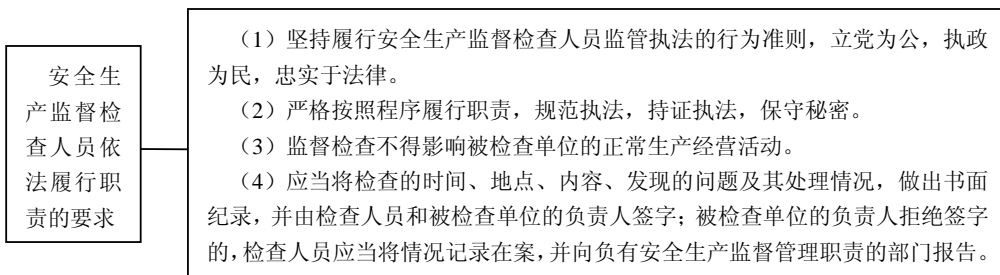 安全生
产监督检
查人员依
法履行职
责的要求
（1）坚持履行安全生产监督检查人员监管执法的行为准则，立党为公，执政
为民，忠实于法律。
（2）严格按照程序履行职责，规范执法，持证执法，保守秘密。
（3）监督检查不得影响被检查单位的正常生产经营活动。
（4）应当将检查的时间、地点、内容、发现的问题及其处理情况，做出书面
纪录，并由检查人员和被检查单位的负责人签字；被检查单位的负责人拒绝签字
的，检查人员应当将情况记录在案，并向负有安全生产监督管理职责的部门报告。